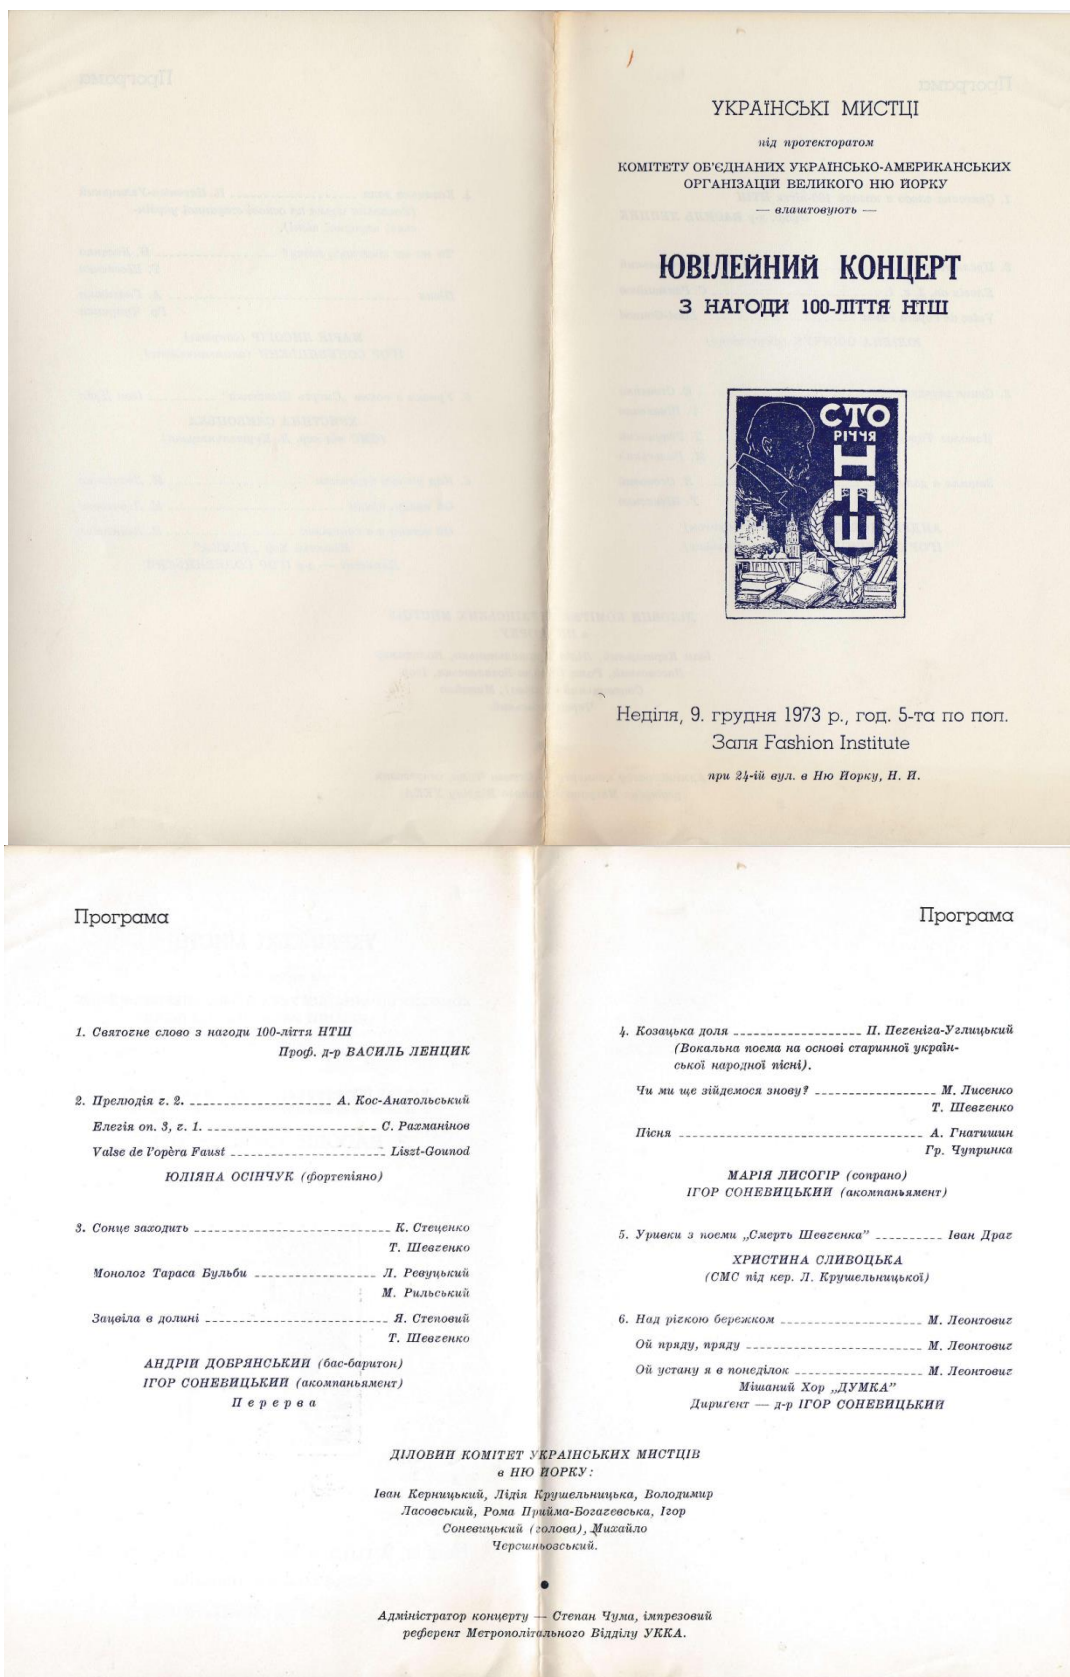 УКРАЇНСЬКІ МИСТЦІ
під протекторатом
КОМІТЕТУ ОБ'ЄДНАНИХ УКРАЇНСЬКО-АМЕРИКАНСЬКИХ
ОРГАНІЗАЦІЙ ВЕЛИКОГО НЮ ЙОРКУ
— влаштовують —
ЮВІЛЕЙНИЙ КОНЦЕРТ
З НАГОДИ 100-ЛІТТЯ НТШ
СТО
РІЧЧЯ
Н
Т
Ш
Неділя, 9. грудня 1973 р., год. 5-та по пол.
Заля Fashion Institute
при 24-ій вул. в Ню Йорку, Н. Й.
Програма
1. Святочне слово з нагоди 100-ліття НТШ
Проф. д-р ВАСИЛЬ ЛЕНЦИК
2. Прелюдія ч. 2. А. Кос-Анатольський
Елегія оп. 3, ч. 1. С. Рахманінов
Valse de l'opèra Faust Liszt-Gounod
ЮЛІЯНА ОСІНЧУК (фортепіяно)
3. Сонце заходить К. Стеценко
Т. Шевченко
Монолог Тараса Бульби Л. Ревуцький
М. Рильський
Зацвіла в долині Я. Степовий
Т. Шевченко
АНДРІЙ ДОБРЯНСЬКИЙ (бас-баритон)
ІГОР СОНЕВИЦЬКИЙ (акомпаньямент)
Перерва
Програма
4. Козацька доля П. Печеніга-Углицький
(Вокальна поема на основі старинної україн-
ської народної пісні).
Чи ми ще зійдемося знову? М. Лисенко
Т. Шевченко
Пісня А. Гнатишин
Гр. Чупринка
МАРІЯ ЛИСОГІР (сопрано)
ІГОР СОНЕВИЦЬКИЙ (акомпаньямент)
5. Уривки з поеми „Смерть Шевченка” Іван Драч
ХРИСТИНА СЛИВОЦЬКА
(СМС під кер. Л. Крушельницької)
6. Над річкою бережком М. Леонтович
Ой пряду, пряду М. Леонтович
Ой устану я в понеділок М. Леонтович
Мішаний Хор „ДУМКА”
Дириґент — д-р ІГОР СОНЕВИЦЬКИЙ
ДІЛОВИЙ КОМІТЕТ УКРАІНСЬКИХ МИСТЦІВ
в НЮ ЙОРКУ:
Іван Керницький, Лідія Крушельницька, Володимир
Ласовський, Рома Прийма-Богачевська, Ігор
Соневицький (голова), Михайло
Черешньовський.
Адміністратор концерту — Степан Чума, імпрезовий
референт Метрополітального Відділу УККА.